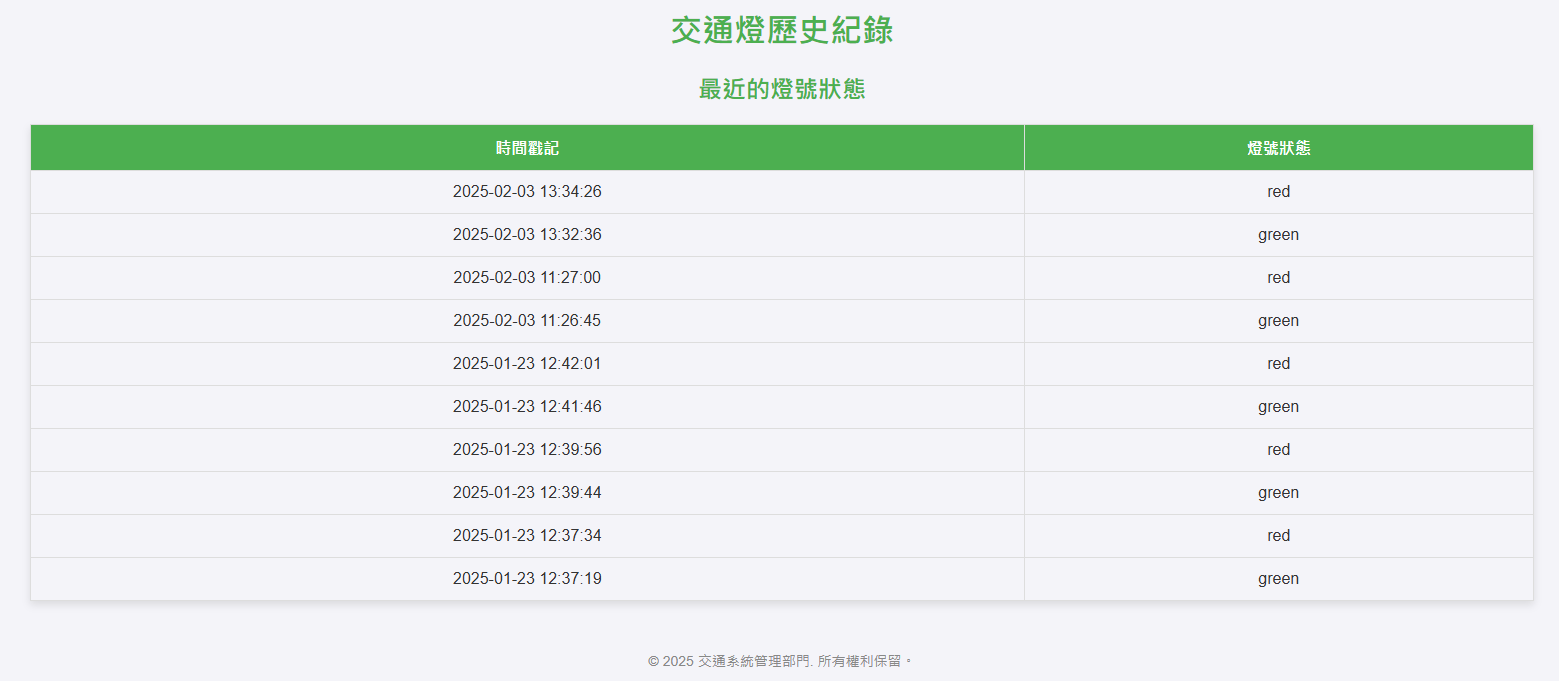 交通燈歷史紀錄
最近的燈號狀態
時間戳記 燈號狀態
2025-02-03 13:34:26 red
2025-02-03 13:32:36 green
2025-02-03 11:27:00 red
2025-02-03 11:26:45 green
2025-01-23 12:42:01 red
2025-01-23 12:41:46 green
2025-01-23 12:39:56 red
2025-01-23 12:39:44 green
2025-01-23 12:37:34 red
2025-01-23 12:37:19 green
© 2025 交通系統管理部門. 所有權利保留。